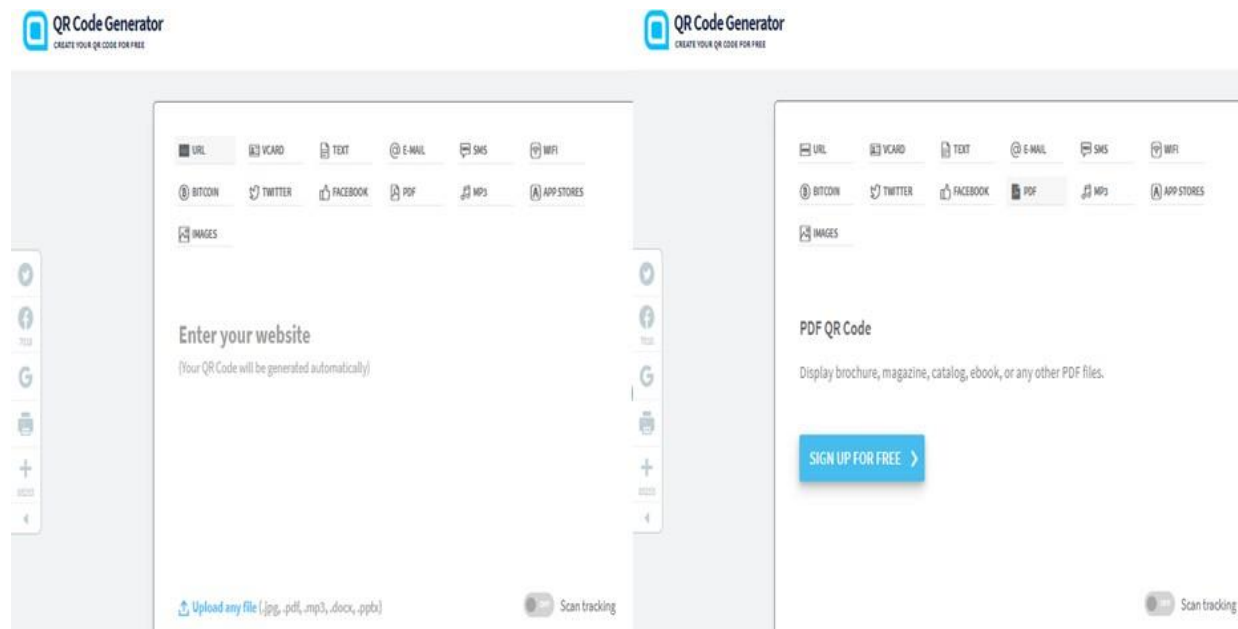 QR Code Generator
CREATE YOUR QR CODE FOR FREE
URL VCARD TEXT E-MAIL SMS WIFI
BITCOIN TWITTER FACEBOOK PDF MP3 APP STORES
IMAGES
Enter your website
(Your QR Code will be generated automatically)
Upload any file (.jpg, .pdf, .mp3, .docx, .pptx)
OFF Scan tracking
QR Code Generator
CREATE YOUR QR CODE FOR FREE
URL VCARD TEXT E-MAIL SMS WIFI
BITCOIN TWITTER FACEBOOK PDF MP3 APP STORES
IMAGES
PDF QR Code
Display brochure, magazine, catalog, ebook, or any other PDF files.
SIGN UP FOR FREE
OFF Scan tracking